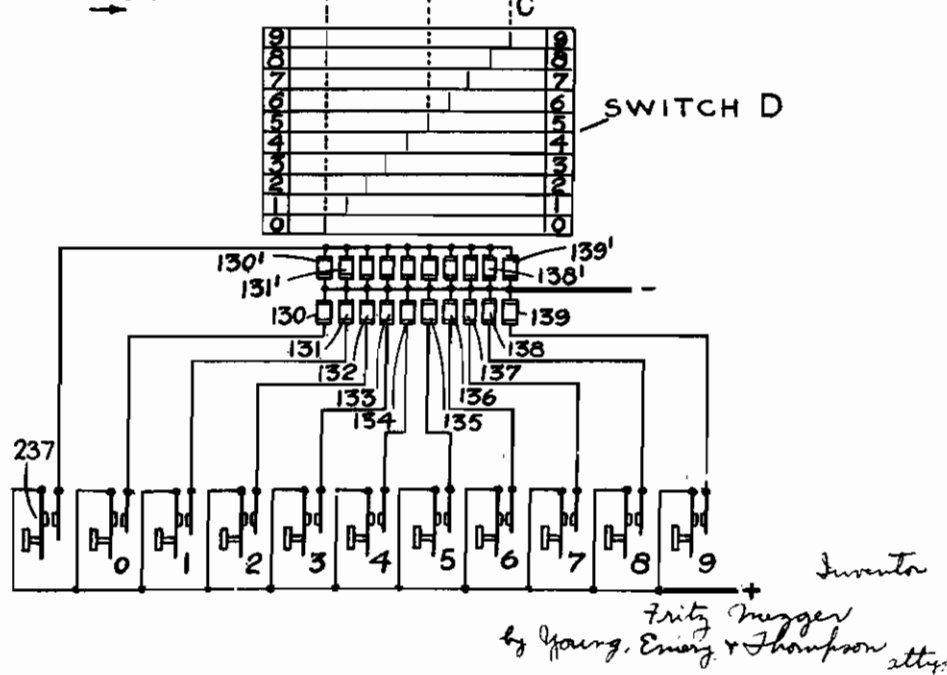 C
9 9
8 8
7 7
6 6
5 5
4 4
3 3
2 2
1 1
0 0
SWITCH D
130' 139'
131' 138'
-
130 139
131 138
132 137
133 136
134 135
237
0 1 2 3 4 5 6 7 8 9
+
Inventor
Fritz Mezger
by Young, Emery & Thompson
attys.